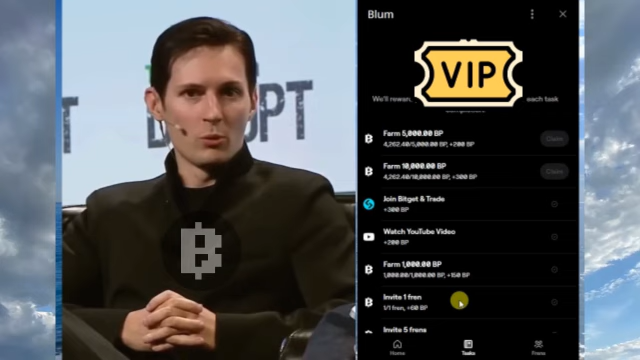 DISRUPT
Blum
VIP
We'll rewar
each task
Farm 5,000.00 BP
4,262.40/5,000.00 BP, +200 BP
Claim
Farm 10,000.00 BP
4,262.40/10,000.00 BP, +300 BP
Claim
Join Bitget & Trade
+300 BP
Watch YouTube Video
+200 BP
Farm 1,000.00 BP
1,000.00/1,000.00 BP, +150 BP
Invite 1 fren
1/1 fren, +60 BP
Invite 5 frens
Home
Tasks
Frens